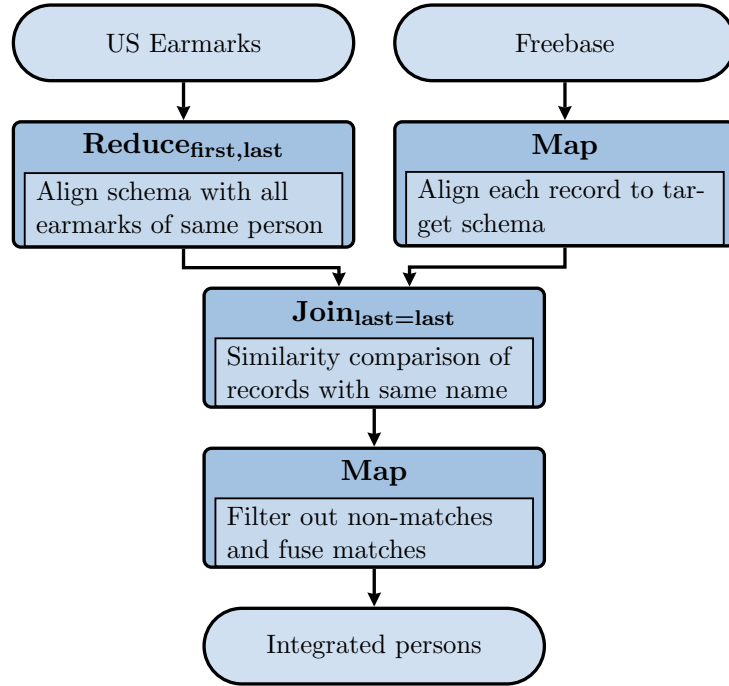 US Earmarks
Freebase
Reduce first,last
Align schema with all
earmarks of same person
Map
Align each record to tar-
get schema
Join last=last
Similarity comparison of
records with same name
Map
Filter out non-matches
and fuse matches
Integrated persons